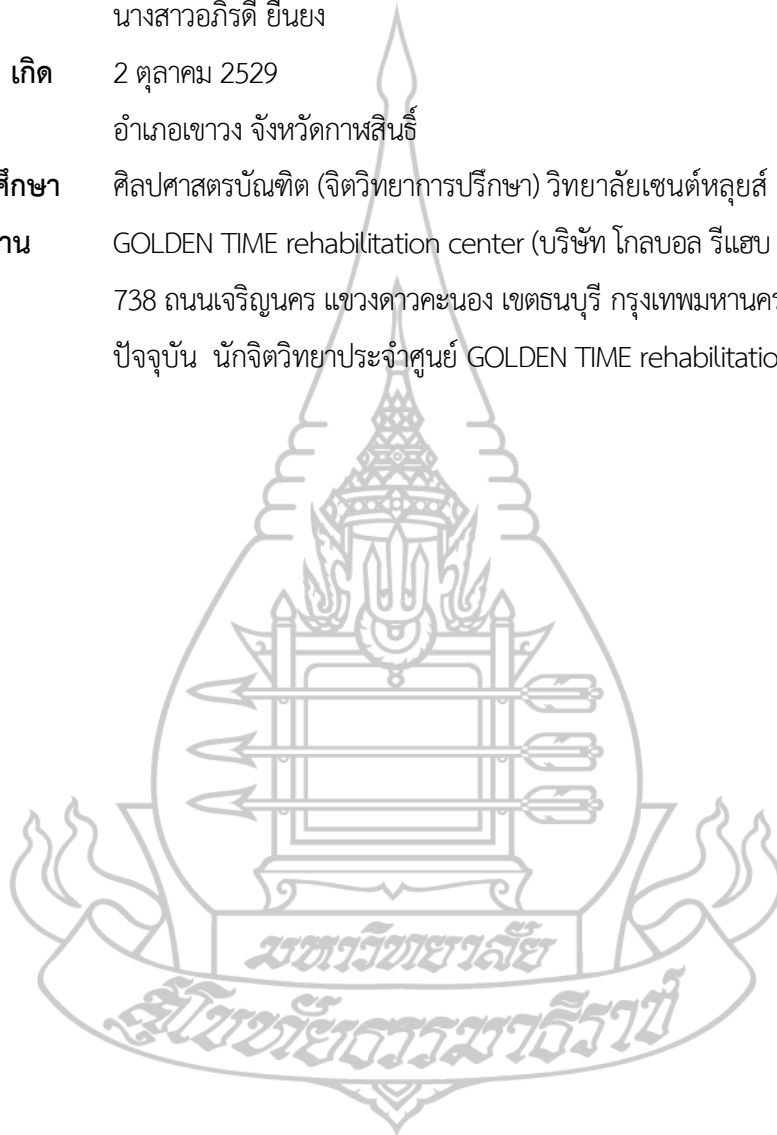 นางสาวอภิรดี ยืนยง
เกิด 2 ตุลาคม 2529
อำเภอเขาวง จังหวัดกาฬสินธิ์
ศึกษา ศิลปศาสตรบัณฑิต (จิตวิทยาการปรึกษา) วิทยาลัยเซนต์หลุยส์
GOLDEN TIME rehabilitation center (บริษัท โกลบอล รีแฮบ
738 ถนนเจริญนคร แขวงดาวคะนอง เขตธนบุรี กรุงเทพมหานคร
ปัจจุบัน นักจิตวิทยาประจำศูนย์ GOLDEN TIME
มหาวิทยาลัย
สุโขทัยธรรมาธิราช